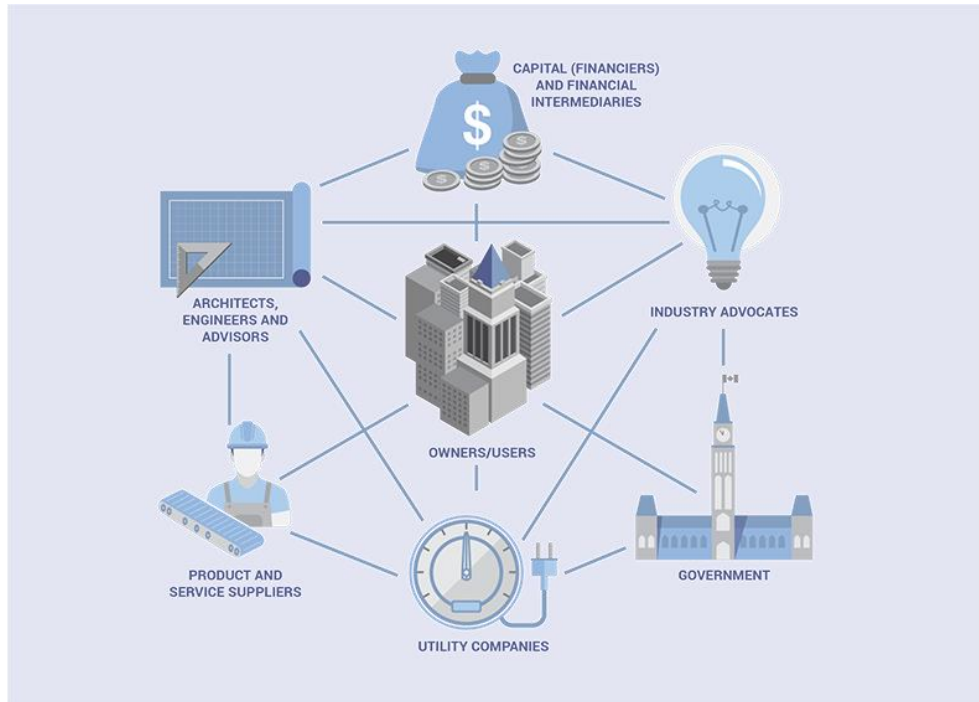 CAPITAL (FINANCIERS)
AND FINANCIAL
INTERMEDIARIES
$
$
$
$
ARCHITECTS,
ENGINEERS AND
ADVISORS
INDUSTRY ADVOCATES
OWNERS/USERS
PRODUCT AND
SERVICE SUPPLIERS
GOVERNMENT
UTILITY COMPANIES